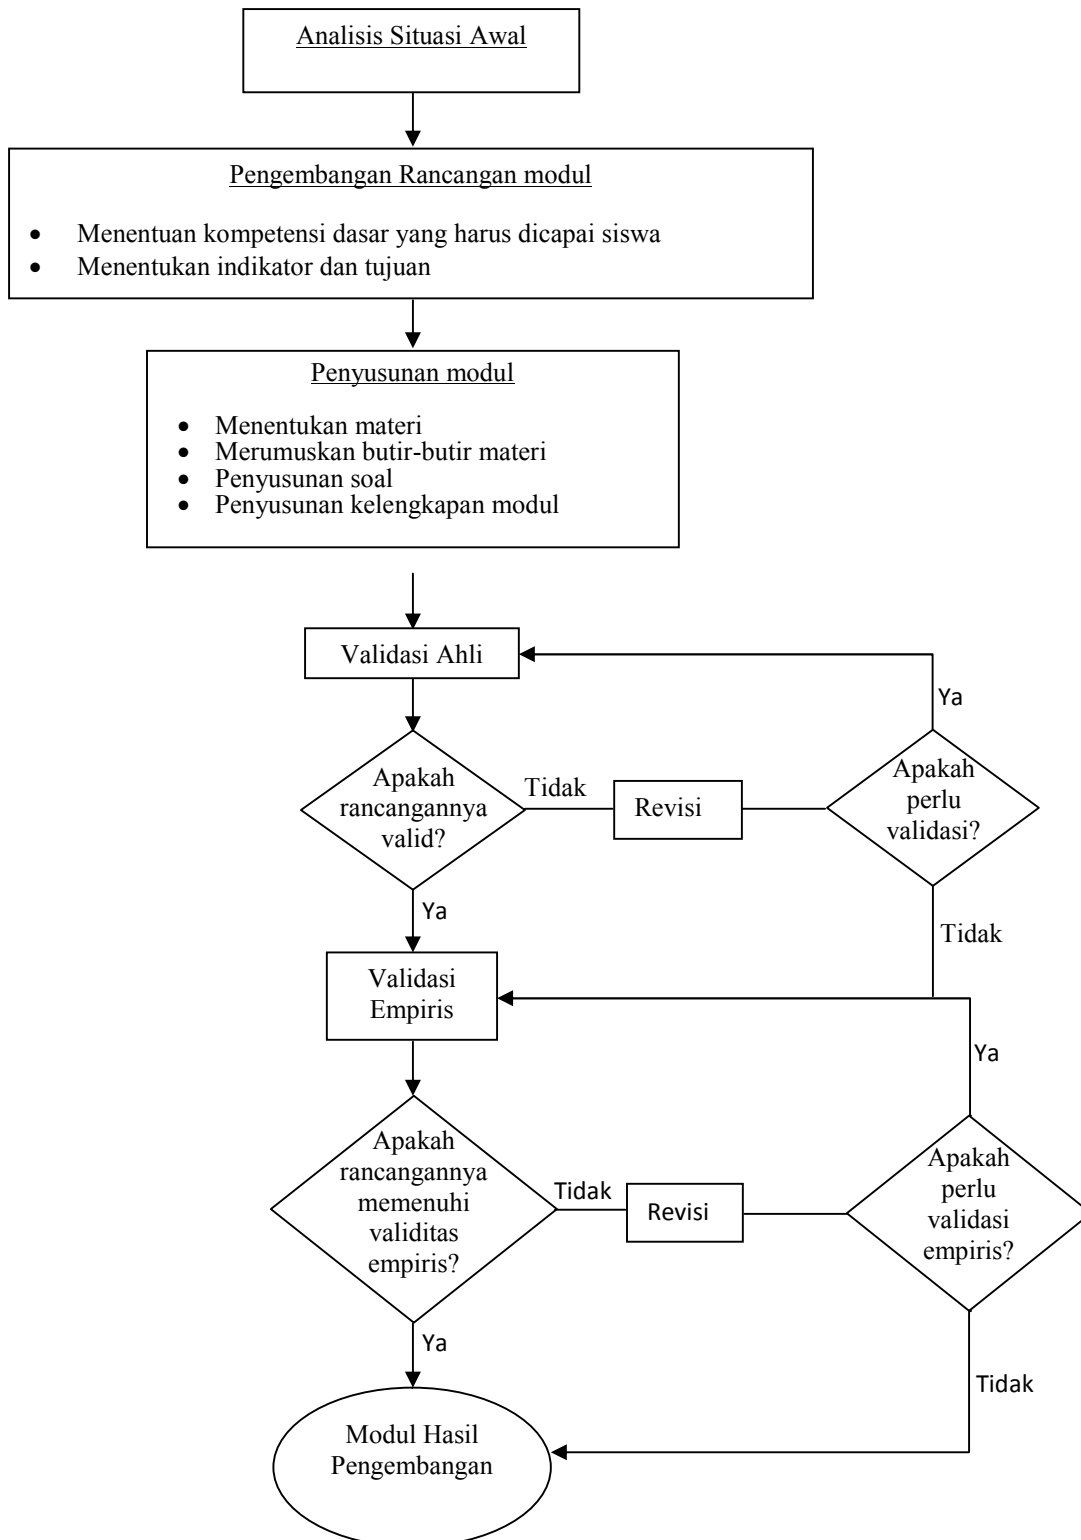 Analisis Situasi Awal
Pengembangan Rancangan modul
• Menentuan kompetensi dasar yang harus dicapai siswa
• Menentukan indikator dan tujuan
Penyusunan modul
• Menentukan materi
• Merumuskan butir-butir materi
• Penyusunan soal
• Penyusunan kelengkapan modul
Validasi Ahli
Ya
Apakah
rancangannya
valid?
Tidak
Revisi
Apakah
perlu
validasi?
Ya
Tidak
Validasi
Empiris
Ya
Apakah
rancangannya
memenuhi
validitas
empiris?
Tidak
Revisi
Apakah
perlu
validasi
empiris?
Ya
Tidak
Modul Hasil
Pengembangan